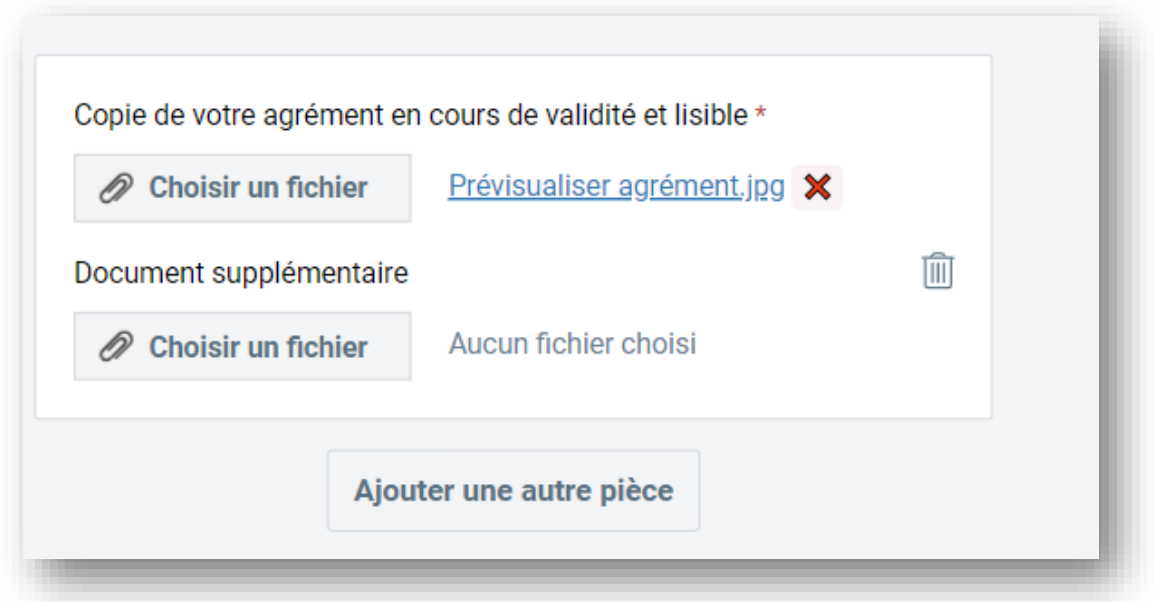 Copie de votre agrément en cours de validité et lisible *
Choisir un fichier Prévisualiser agrément.jpg
Document supplémentaire
Choisir un fichier Aucun fichier choisi
Ajouter une autre pièce